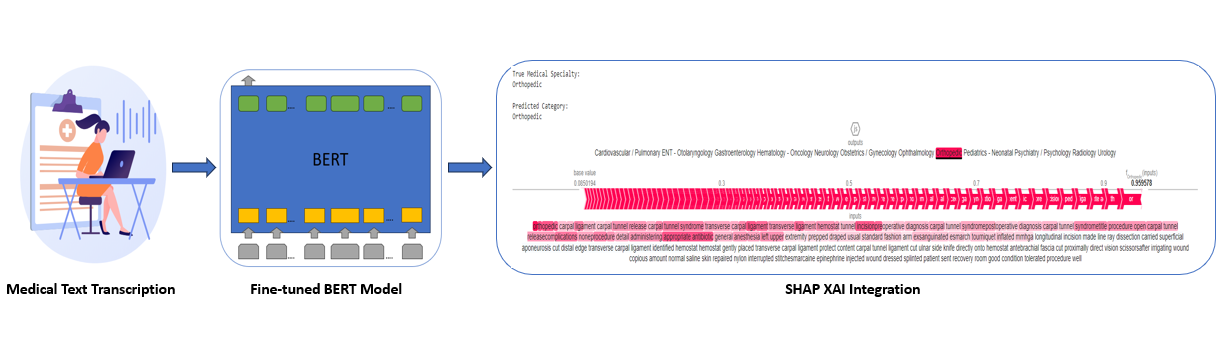 True Medical Specialty:
Orthopedic
Predicted Category:
Orthopedic
BERT
outputs
Cardiovascular / Pulmonary ENT - Otolaryngology Gastroenterology Hematology - Oncology Neurology Obstetrics / Gynecology Ophthalmology Orthopedic Pediatrics - Neonatal Psychiatry / Psychology Radiology Urology
base value
f Orthopedic (inputs)
0.0050194 0.3 0.5 0.7 0.9 0.959578
inputs
orthopedic carpal ligament carpal tunnel release carpal tunnel syndrome transverse carpal ligament transverse ligament hemostat tunnel incisionpreoperative diagnosis carpal tunnel syndromepostoperative diagnosis carpal tunnel syndrometitle procedure open carpal tunnel
releasecomplications noneprocedure detail administering appropriate antibiotic general anesthesia left upper extremity prepped draped usual standard fashion arm exsanguinated esmarch tourniquet inflated mmhga longitudinal incision made line ray dissection carried superficial
aponeurosis cut distal edge transverse carpal ligament identified hemostat hemostat gently placed transverse carpal ligament protect content carpal tunnel ligament cut ulnar side knife directly onto hemostat antebrachial fascia cut proximally direct vision scissorsafter irrigating wound
copious amount normal saline skin repaired nylon interrupted stitchesmarcaine epinephrine injected wound dressed splinted patient sent recovery room good condition tolerated procedure well
Medical Text Transcription
Fine-tuned BERT Model
SHAP XAI Integration